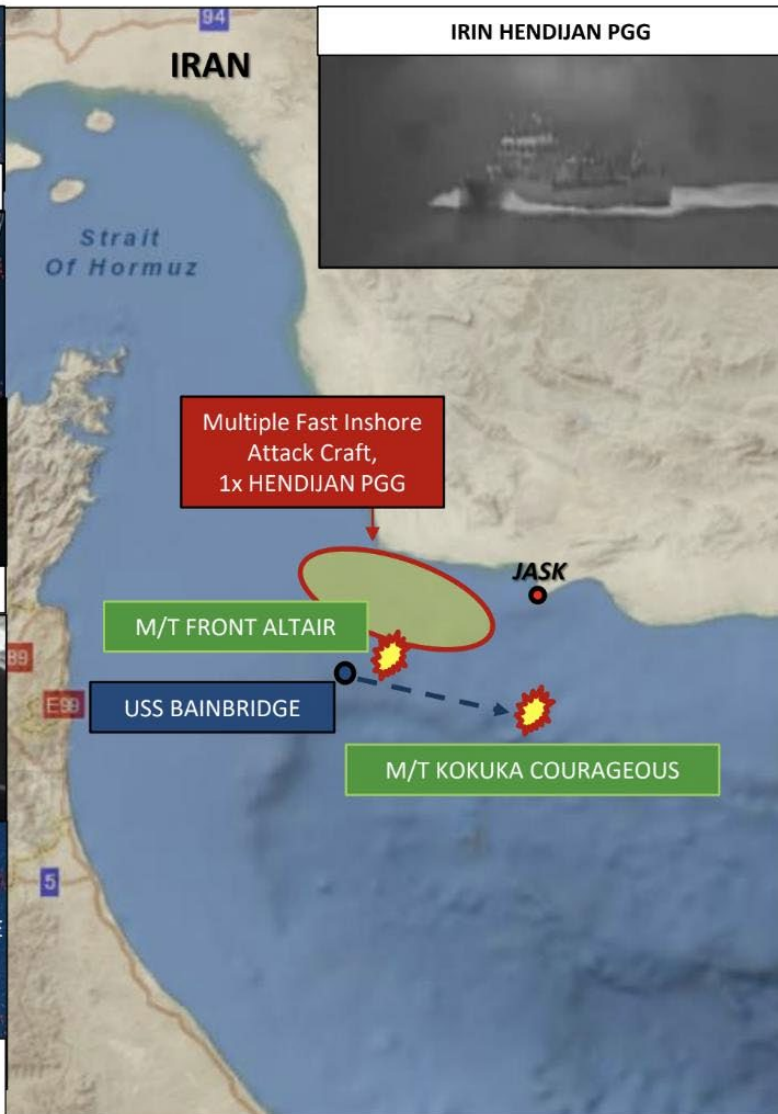 94
IRAN
IRIN HENDIJAN PGG
Strait
Of Hormuz
Multiple Fast Inshore
Attack Craft,
1x HENDIJAN PGG
JASK
M/T FRONT ALTAIR
89
E99
USS BAINBRIDGE
M/T KOKUKA COURAGEOUS
5
E